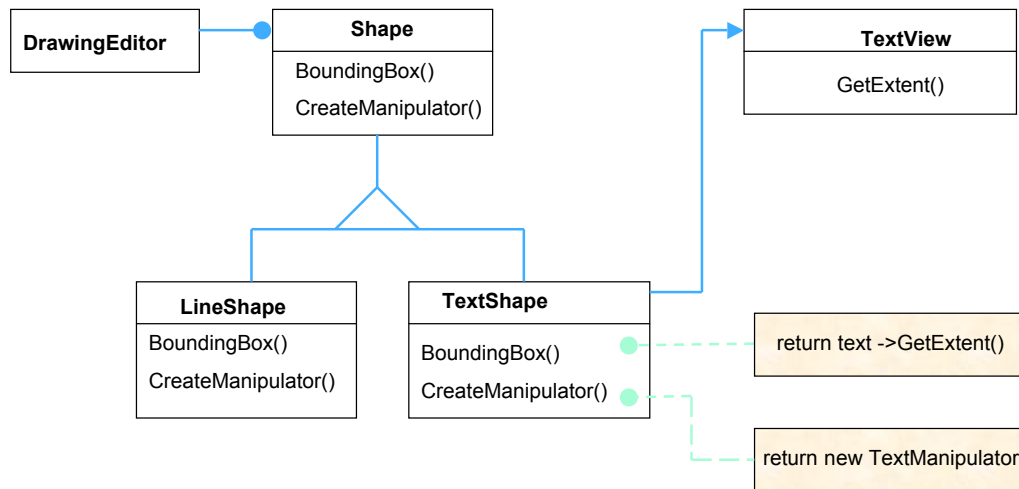 DrawingEditor
Shape
BoundingBox()
CreateManipulator()
TextView
GetExtent()
LineShape
BoundingBox()
CreateManipulator()
TextShape
BoundingBox()
CreateManipulator()
return text ->GetExtent()
return new TextManipulator